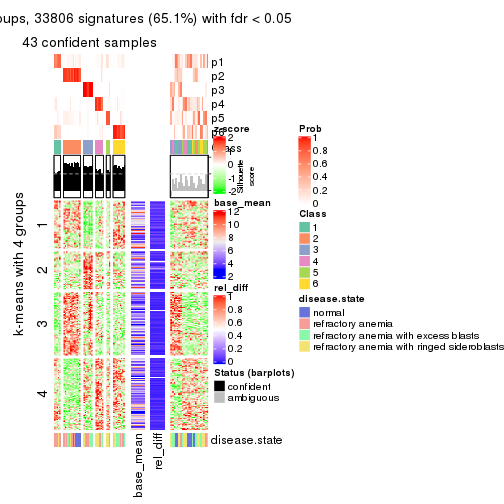 oups, 33806 signatures (65.1%) with fdr < 0.05
43 confident samples
p1
p2
p3
p4
p5
p6
Class
Silhouette
score
k-means with 4 groups
1
2
3
4
base_mean
rel_diff
disease.state
z-score
2
1
0
-1
-2
base_mean
12
10
8
6
4
2
rel_diff
1
0.8
0.6
0.4
0.2
0
Status (barplots)
confident
ambiguous
Prob
1
0.8
0.6
0.4
0.2
0
Class
1
2
3
4
5
6
disease.state
normal
refractory anemia
refractory anemia with excess blasts
refractory anemia with ringed sideroblasts